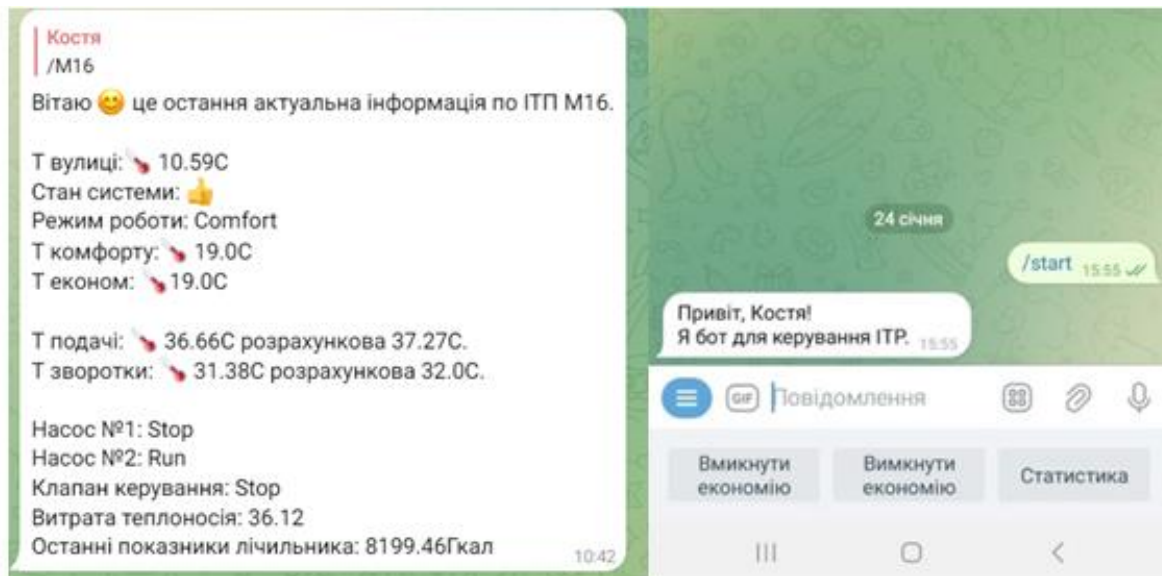 Костя
/М16
Вітаю 😊 це остання актуальна інформація по ІТП М16.
Т вулиці: 🌡 10.59С
Стан системи: 👍
Режим роботи: Comfort
Т комфорту: 🌡 19.0С
Т економ: 🌡 19.0С
Т подачі: 🌡 36.66С розрахункова 37.27С.
Т зворотки: 🌡 31.38С розрахункова 32.0С.
Насос №1: Stop
Насос №2: Run
Клапан керування: Stop
Витрата теплоносія: 36.12
Останні показники лічильника: 8199.46Гкал
10:42
24 січня
/start 15:55
Привіт, Костя!
Я бот для керування ІТР. 15:55
GIF Повідомлення
Вмикнути економію
Вимкнути економію
Статистика